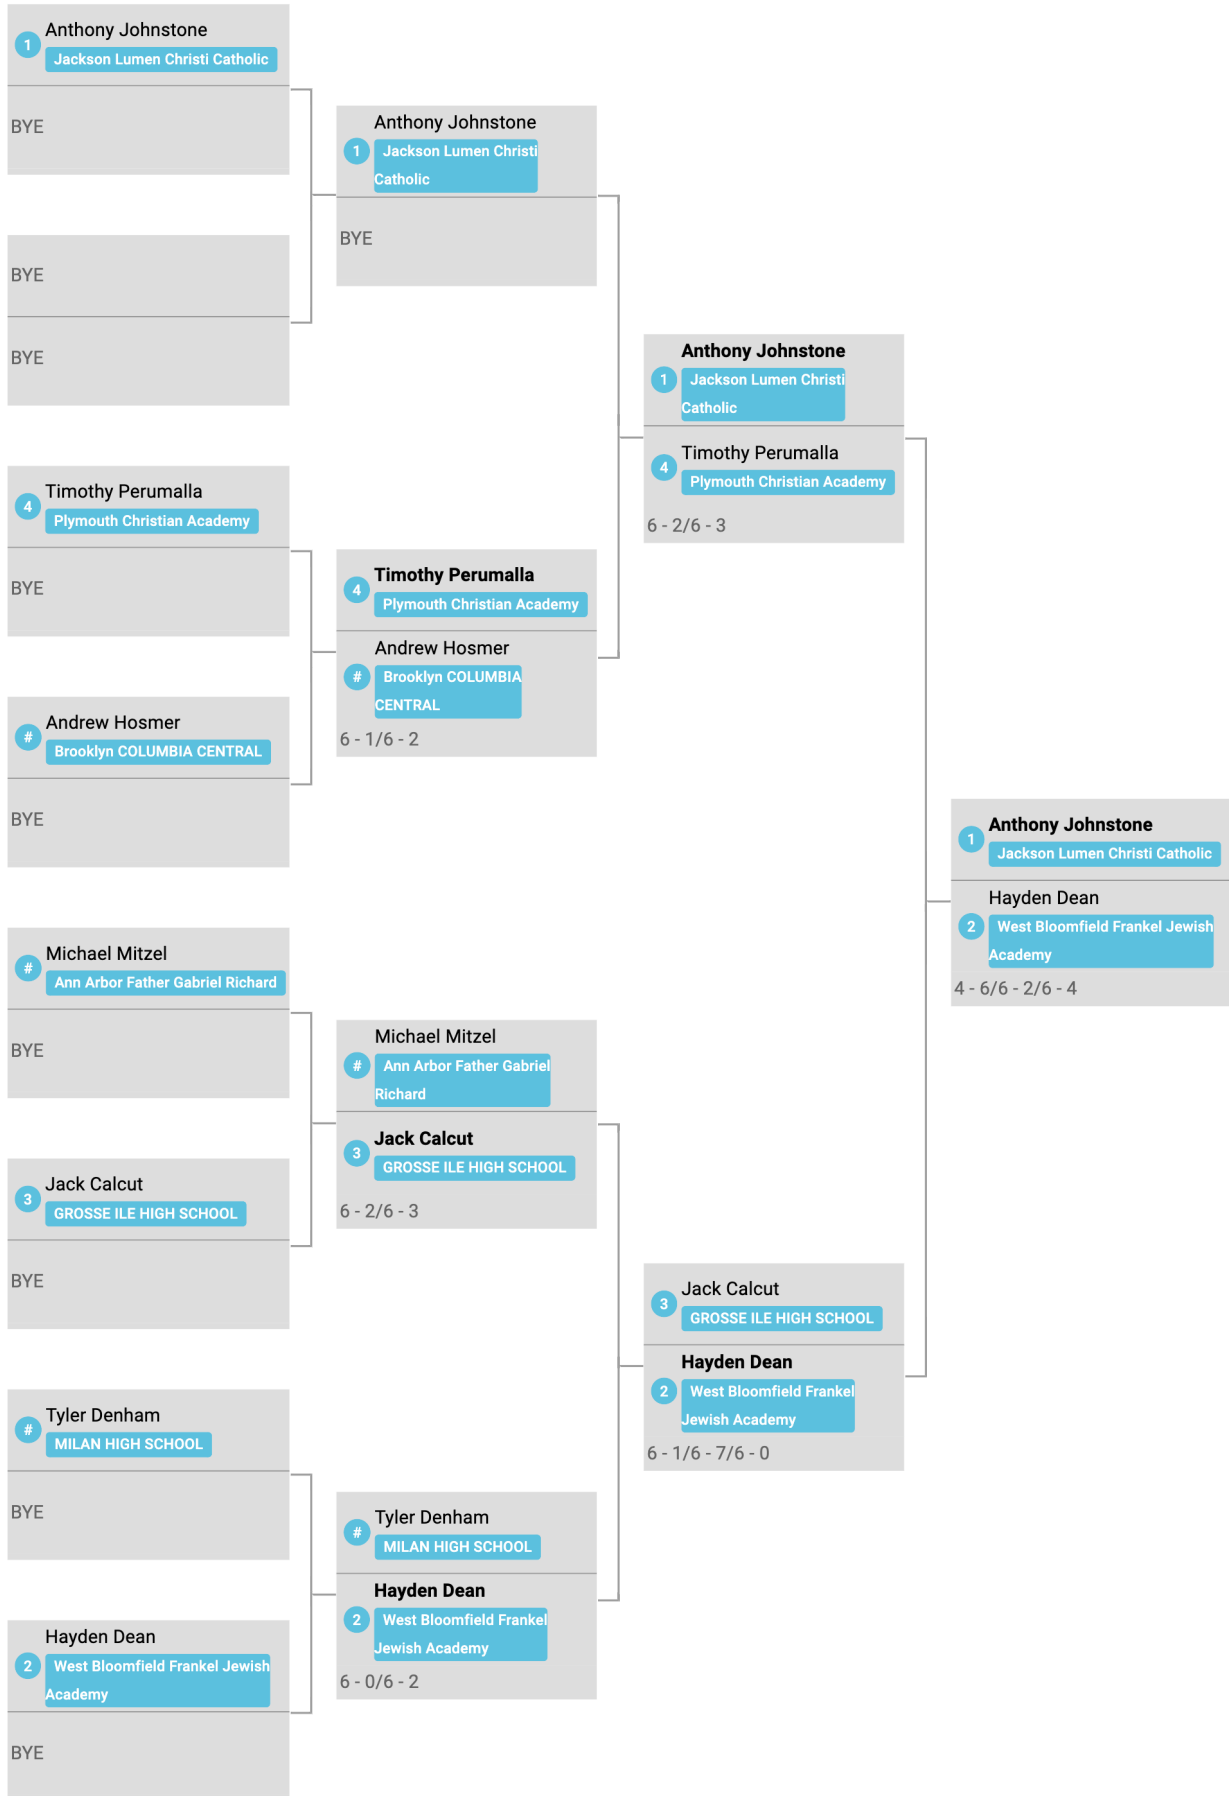 Anthony Johnstone
1
Jackson Lumen Christi Catholic
BYE
BYE
BYE
Timothy Perumalla
4
Plymouth Christian Academy
BYE
Andrew Hosmer
#
Brooklyn COLUMBIA CENTRAL
BYE
Michael Mitzel
#
Ann Arbor Father Gabriel Richard
BYE
Jack Calcut
3
GROSSE ILE HIGH SCHOOL
BYE
Tyler Denham
#
MILAN HIGH SCHOOL
BYE
Hayden Dean
2
West Bloomfield Frankel Jewish
Academy
BYE
Anthony Johnstone
1
Jackson Lumen Christi
Catholic
BYE
Timothy Perumalla
4
Plymouth Christian Academy
Andrew Hosmer
#
Brooklyn COLUMBIA
CENTRAL
6 - 1/6 - 2
Michael Mitzel
#
Ann Arbor Father Gabriel
Richard
Jack Calcut
3
GROSSE ILE HIGH SCHOOL
6 - 2/6 - 3
Tyler Denham
#
MILAN HIGH SCHOOL
Hayden Dean
2
West Bloomfield Frankel
Jewish Academy
6 - 0/6 - 2
Anthony Johnstone
1
Jackson Lumen Christi
Catholic
Timothy Perumalla
4
Plymouth Christian Academy
6 - 2/6 - 3
Jack Calcut
3
GROSSE ILE HIGH SCHOOL
Hayden Dean
2
West Bloomfield Frankel
Jewish Academy
6 - 1/6 - 7/6 - 0
Anthony Johnstone
1
Jackson Lumen Christi Catholic
Hayden Dean
2
West Bloomfield Frankel Jewish
Academy
4 - 6/6 - 2/6 - 4